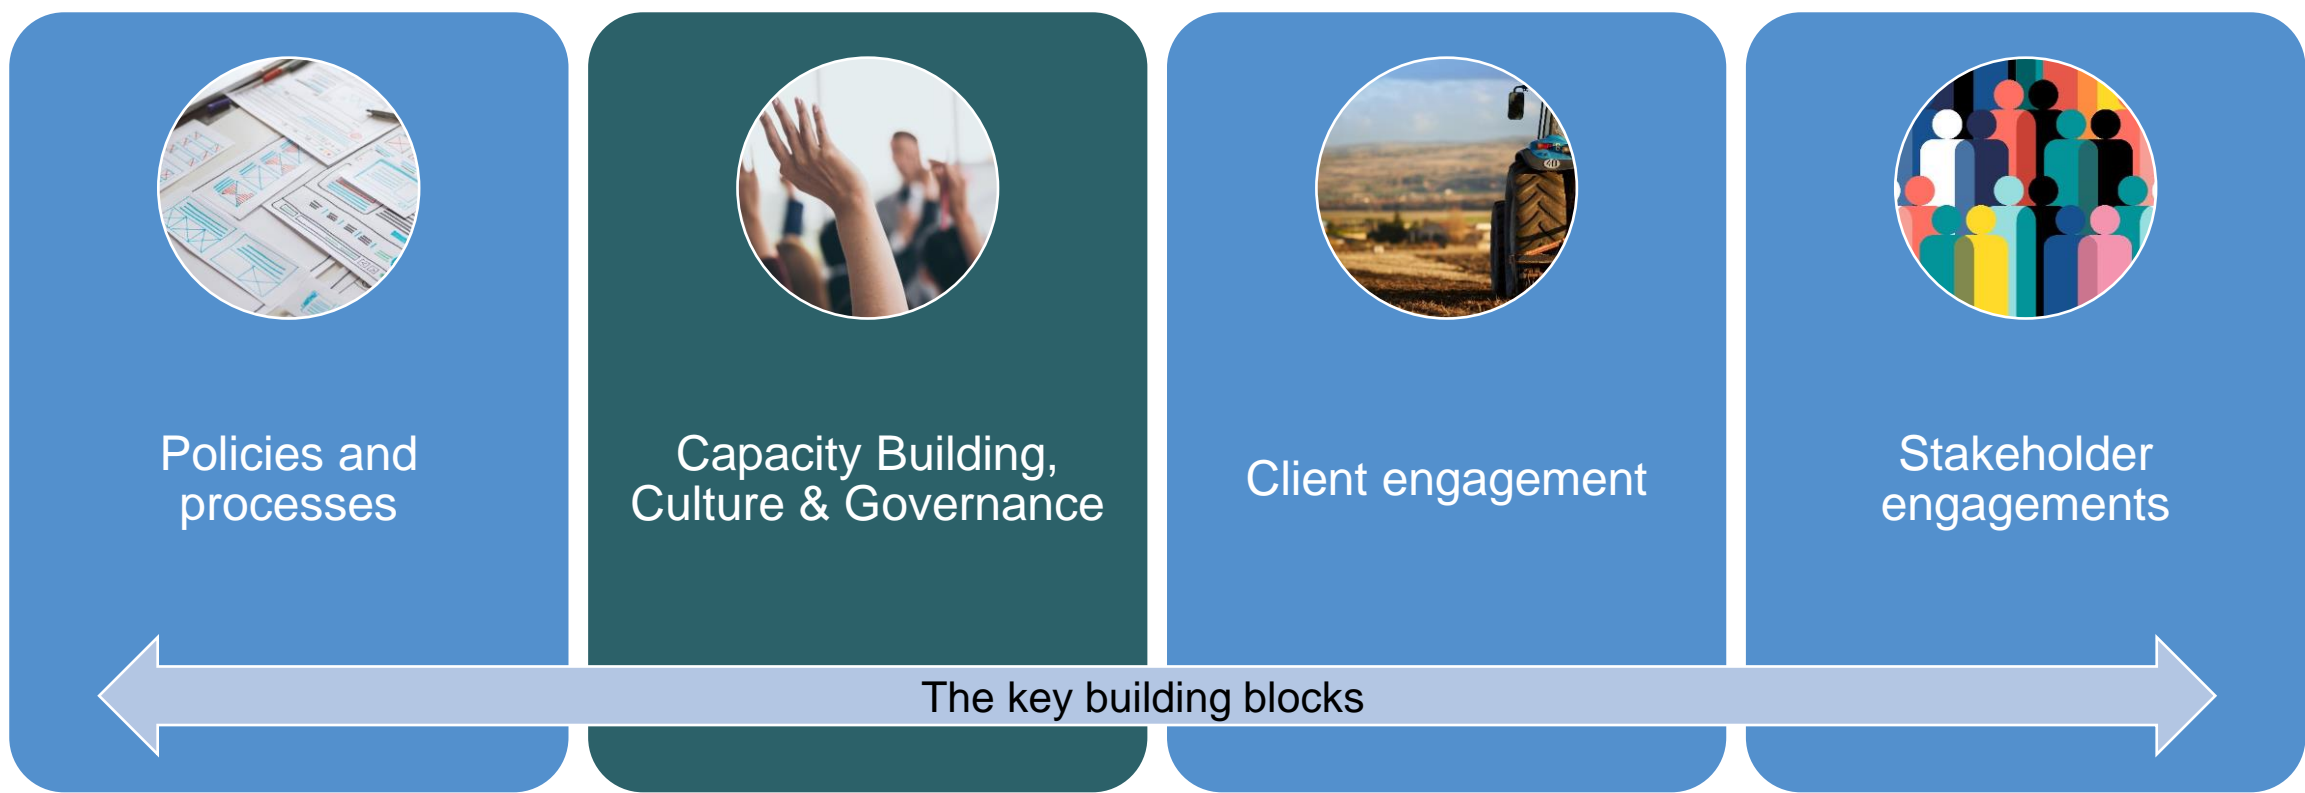 Policies and
processes
Capacity Building,
Culture & Governance
Client engagement
Stakeholder
engagements
The key building blocks